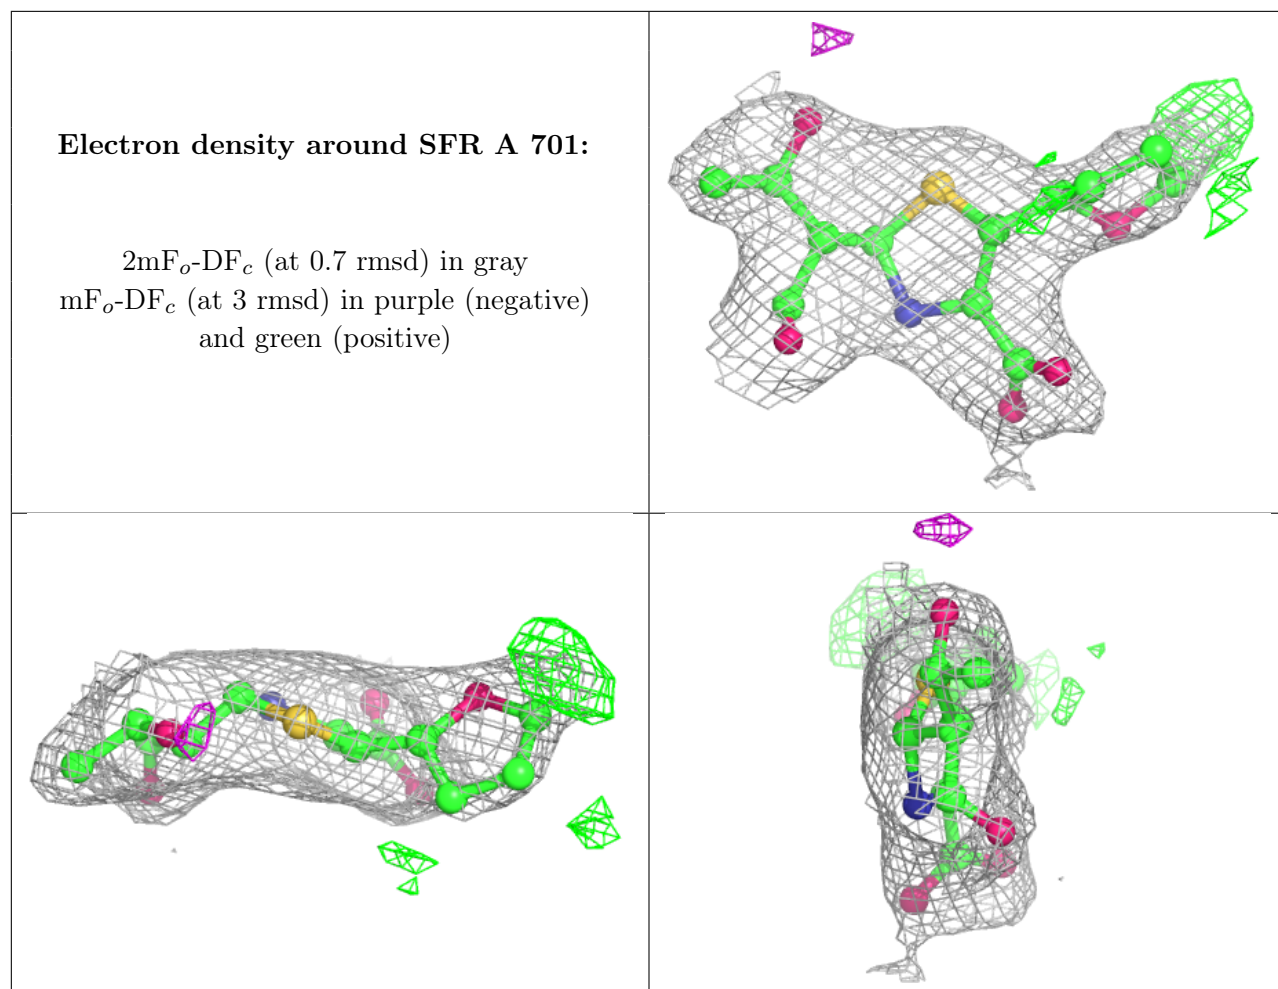 Electron density around SFR A 701:
2mFo-DFc (at 0.7 rmsd) in gray
mFo-DFc (at 3 rmsd) in purple (negative)
and green (positive)